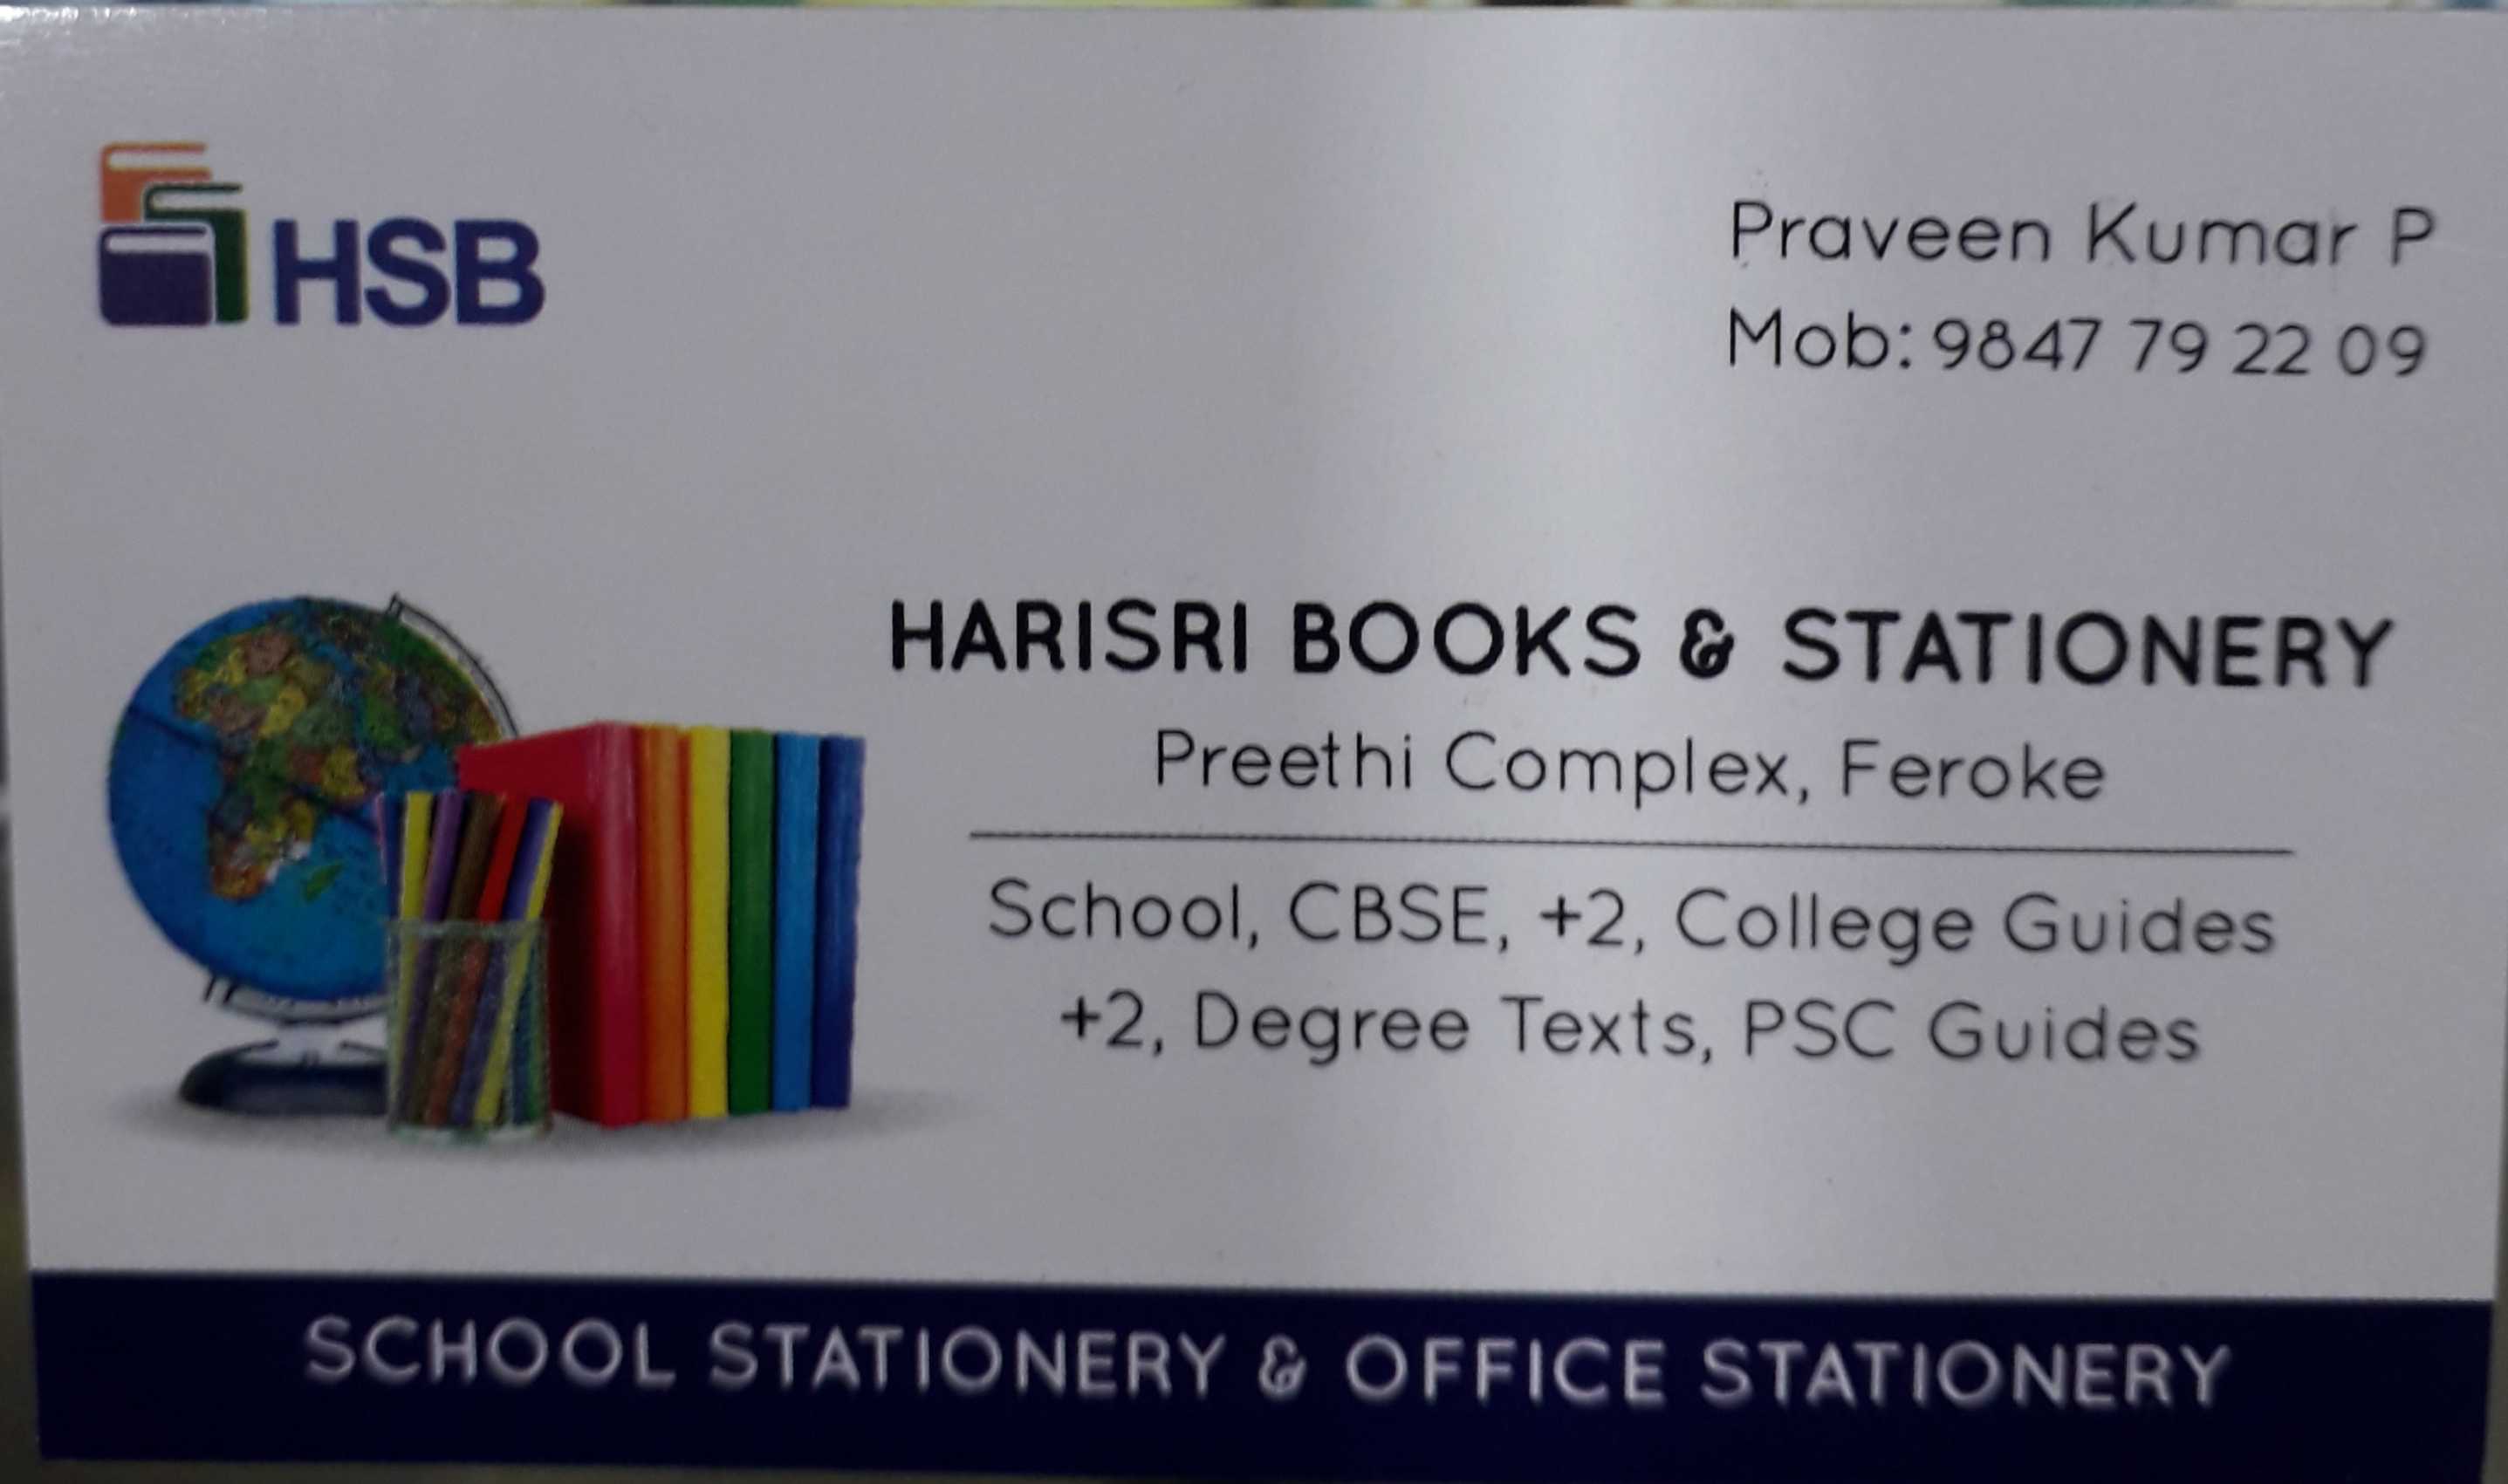 HSB
Praveen Kumar P
Mob: 9847 79 22 09
HARISRI BOOKS & STATIONERY
Preethi Complex, Feroke
School, CBSE, +2, College Guides
+2, Degree Texts, PSC Guides
SCHOOL STATIONERY & OFFICE STATIONERY